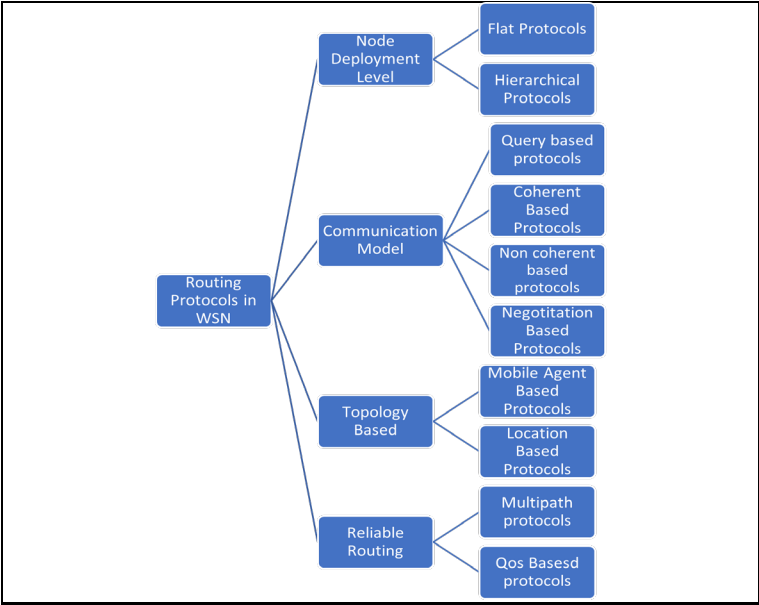 Routing
Protocols in
WSN
Node
Deployment
Level
Flat Protocols
Hierarchical
Protocols
Communication
Model
Query based
protocols
Coherent
Based
Protocols
Non coherent
based
protocols
Negotitation
Based
Protocols
Topology
Based
Mobile Agent
Based
Protocols
Location
Based
Protocols
Reliable
Routing
Multipath
protocols
Qos Basesd
protocols